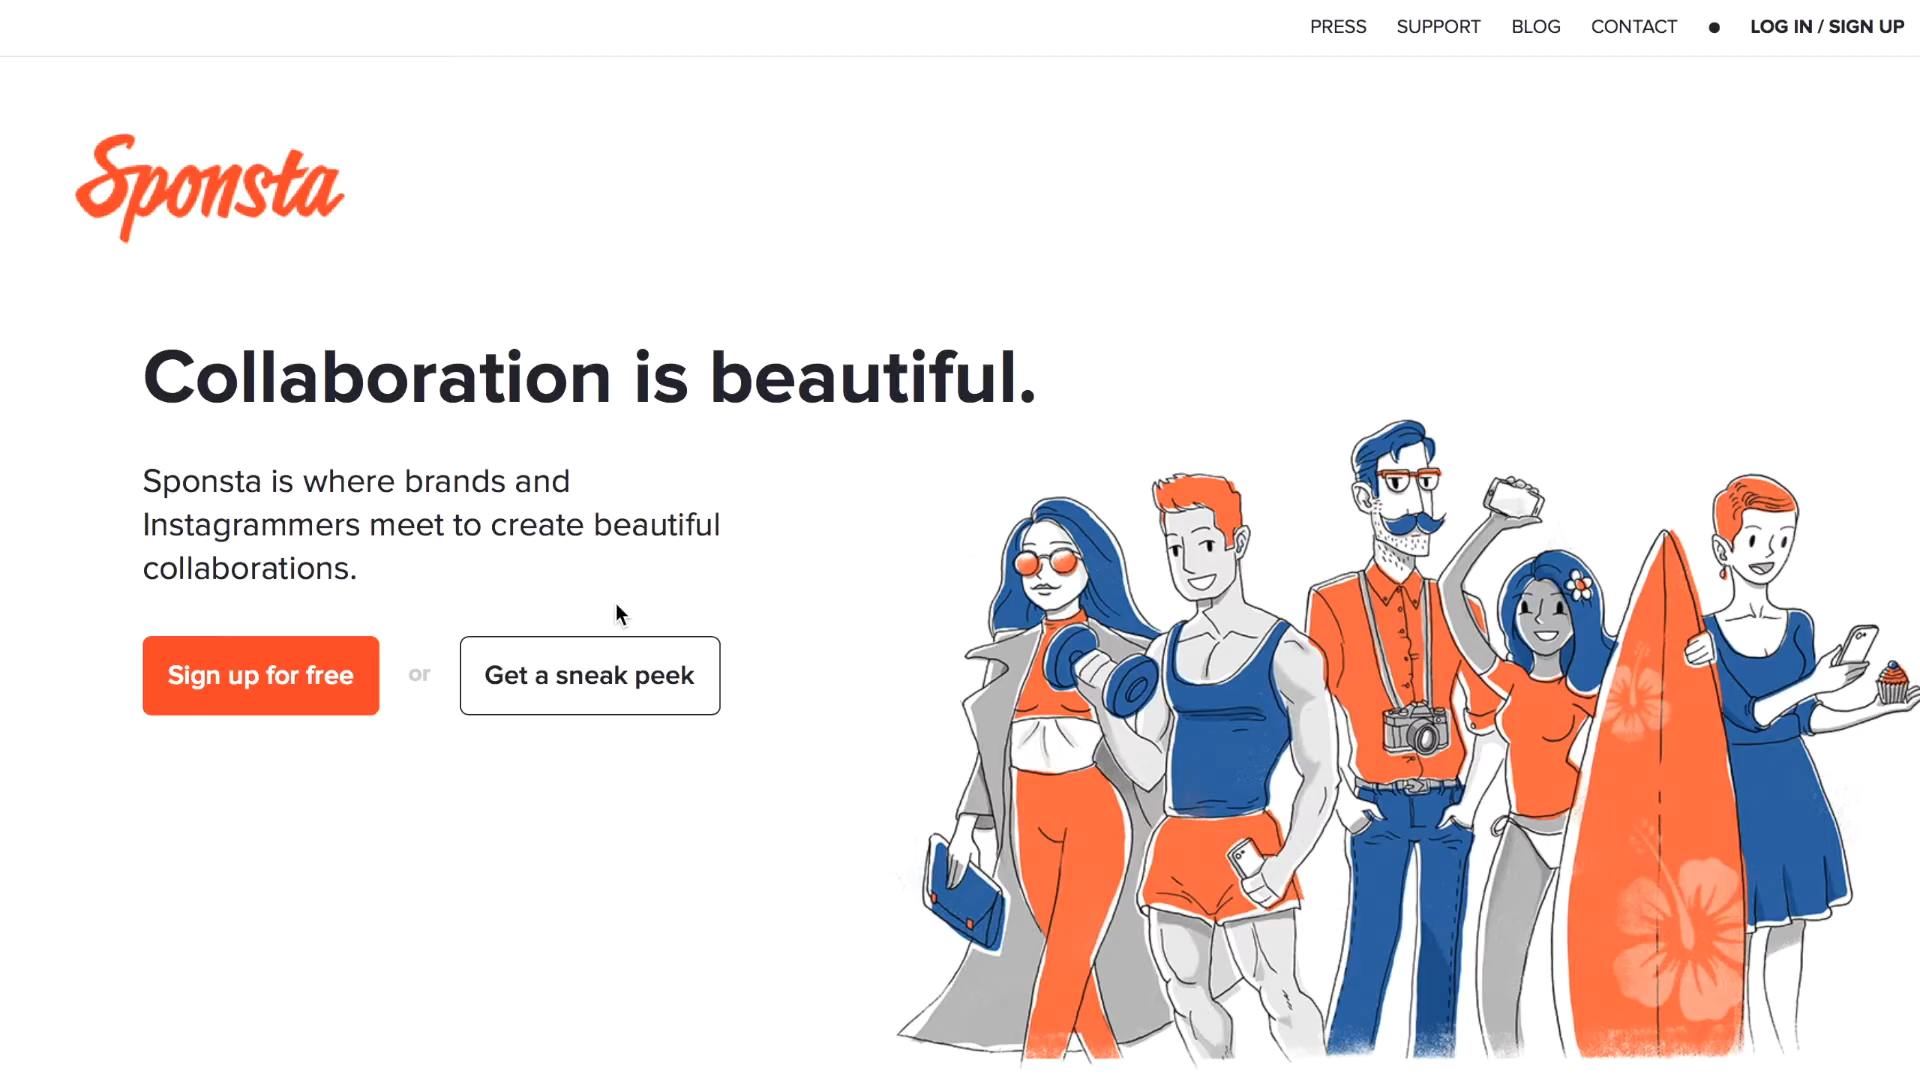 PRESS SUPPORT BLOG CONTACT LOG IN / SIGN UP
Sponsta
Collaboration is beautiful.
Sponsta is where brands and
Instagrammers meet to create beautiful
collaborations.
Sign up for free or Get a sneak peek